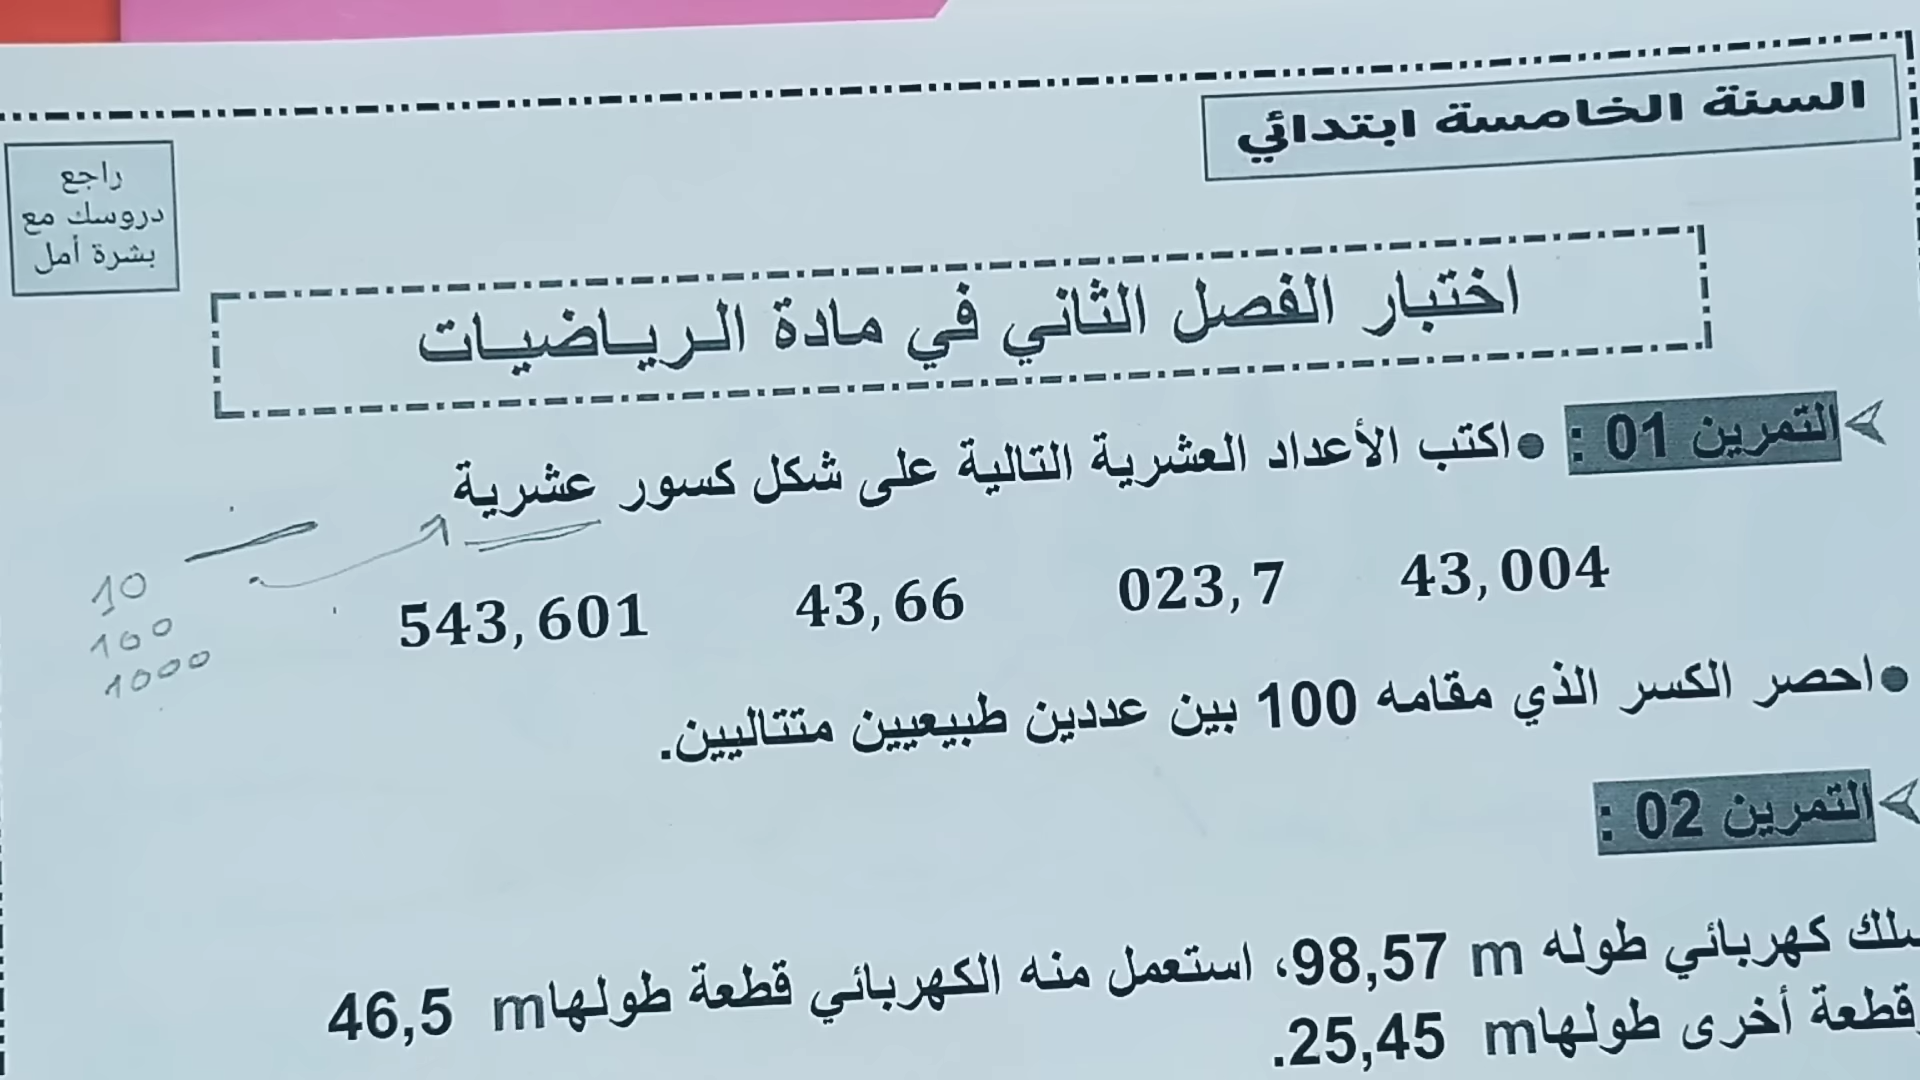 السنة الخامسة ابتدائي
راجع
دروسك مع
بشرة أمل
اختبار الفصل الثاني في مادة الرياضيات
التمرين 01 : • اكتب الأعداد العشرية التالية على شكل كسور عشرية
43,004 023,7 43,66 543,601
10
100
1000
• احصر الكسر الذي مقامه 100 بين عددين طبيعيين متتاليين.
التمرين 02 :
سلك كهربائي طوله 98,57 m، استعمل منه الكهربائي قطعة طولها 46,5 m
وقطعة أخرى طولها 25,45 m.